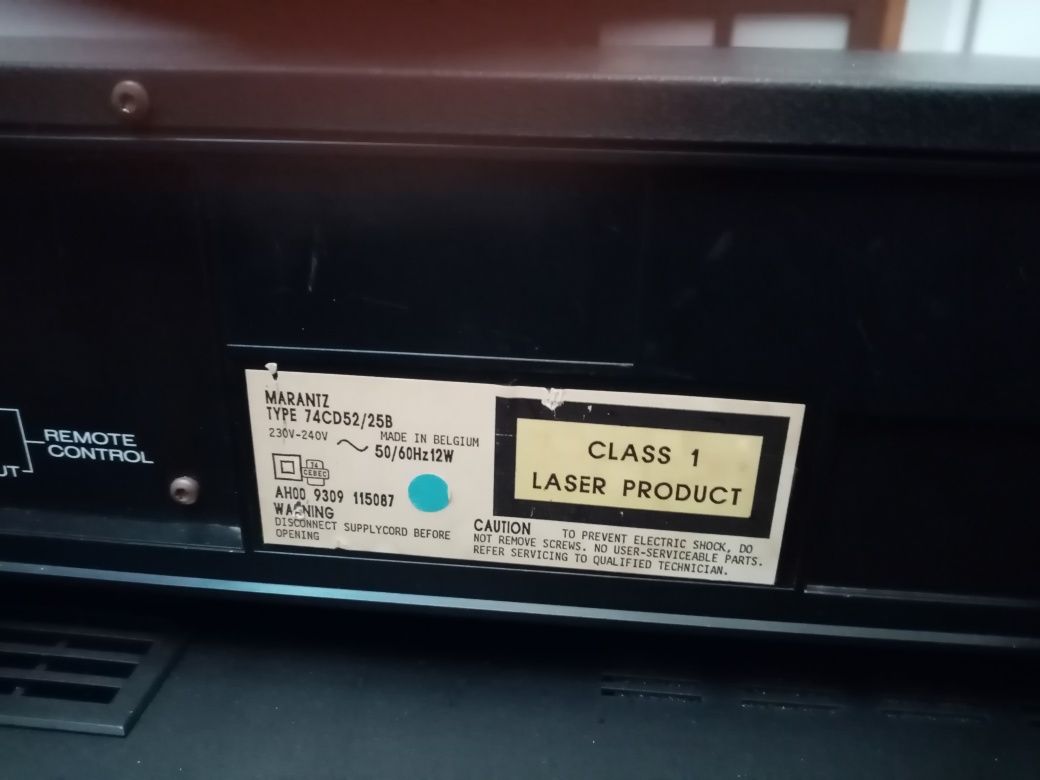 REMOTE
CONTROL
UT
MARANTZ
TYPE 74CD52/25B
230V-240V ~ MADE IN BELGIUM
50/60Hz12W
74
CEBEC
AH00 9309 115087
WARNING
DISCONNECT SUPPLYCORD BEFORE
OPENING
CLASS 1
LASER PRODUCT
CAUTION TO PREVENT ELECTRIC SHOCK, DO
NOT REMOVE SCREWS. NO USER-SERVICEABLE PARTS.
REFER SERVICING TO QUALIFIED TECHNICIAN.